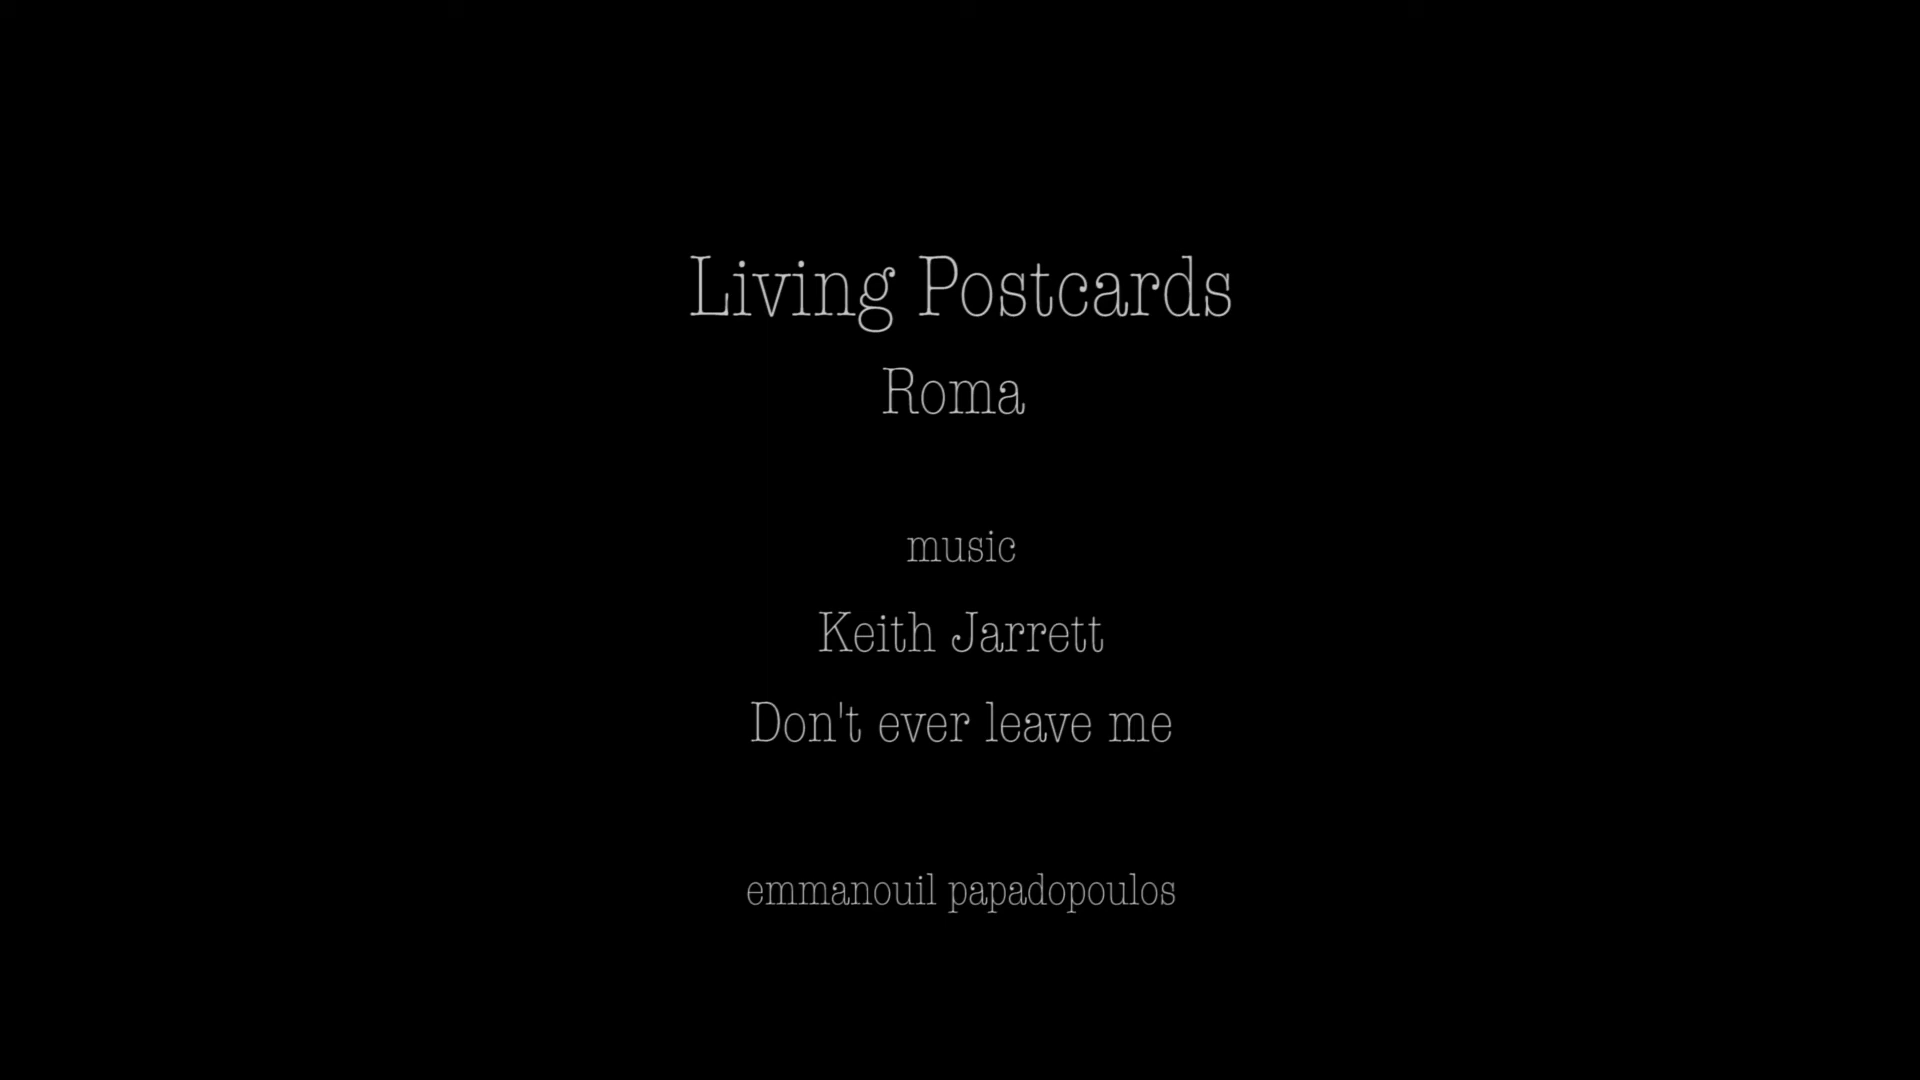 Living Postcards
Roma
music
Keith Jarrett
Don't ever leave me
emmanouil papadopoulos